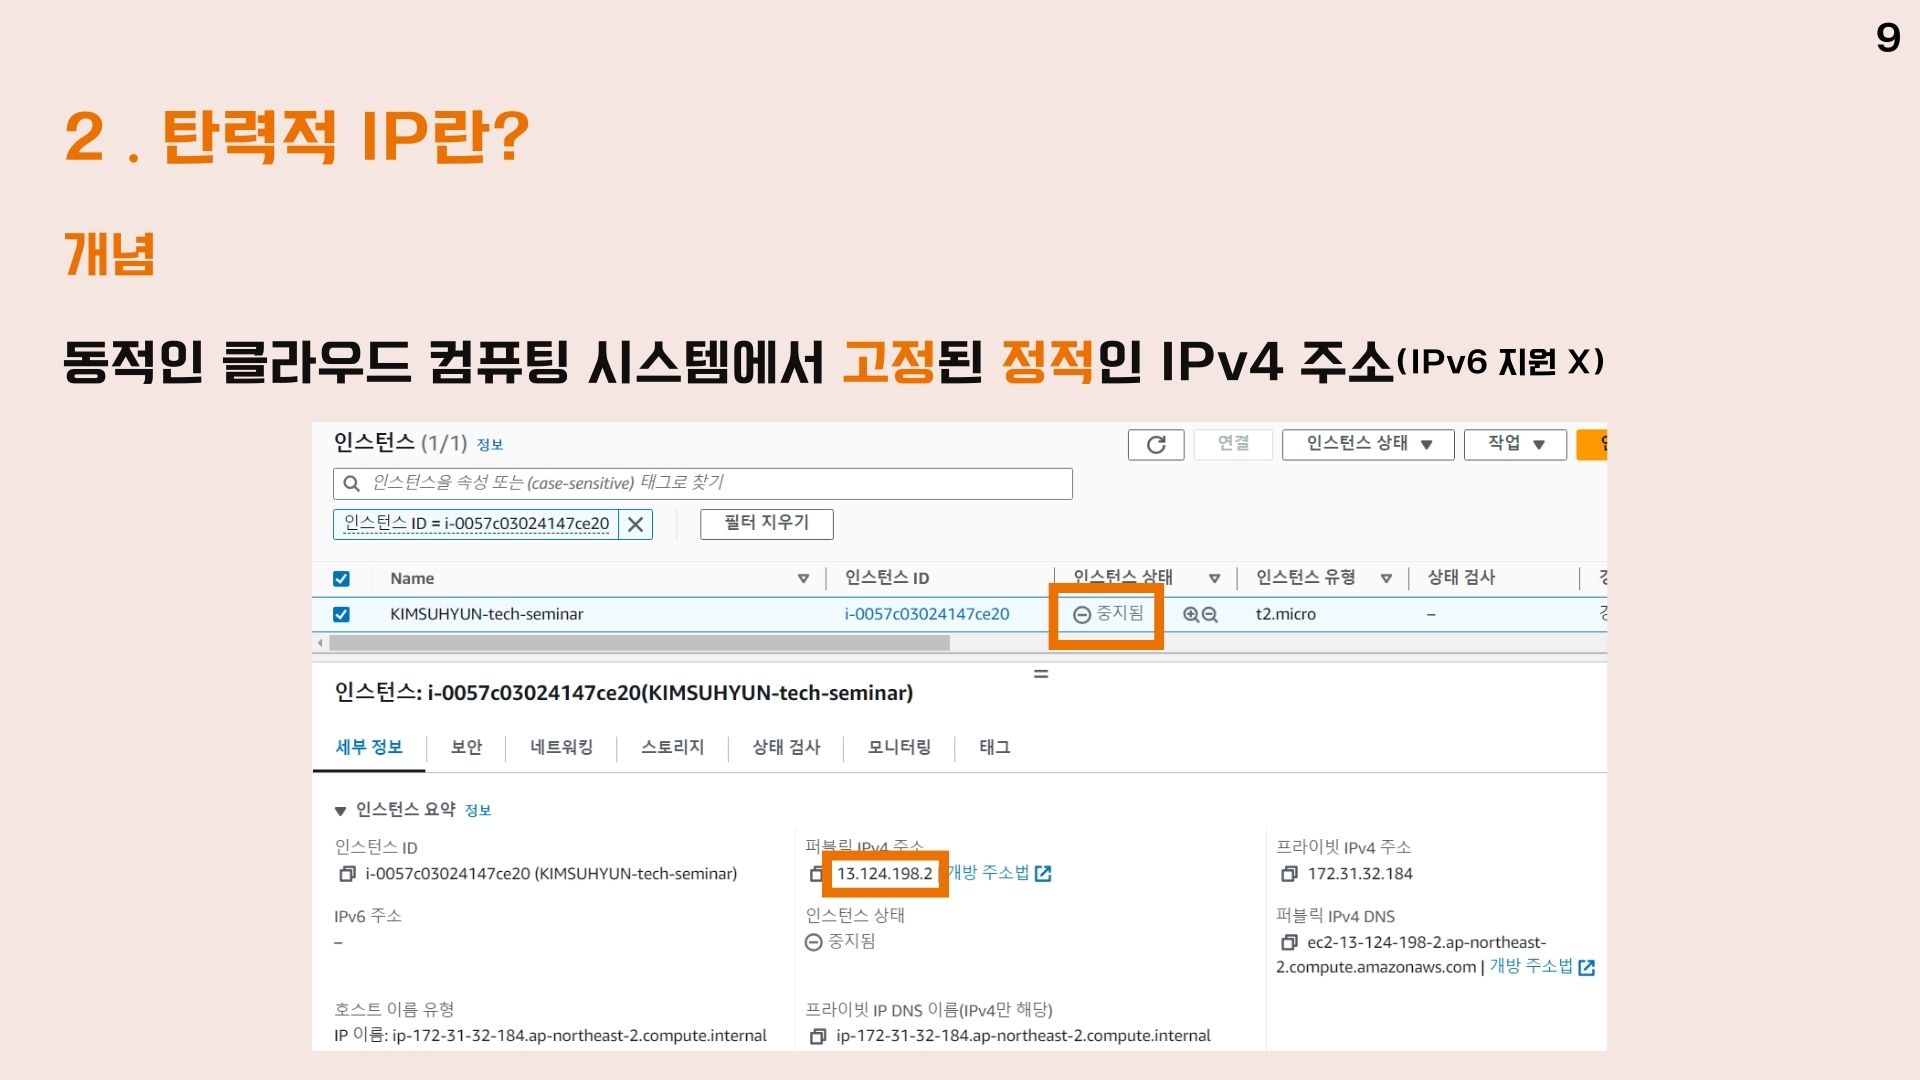 9
2 . 탄력적 IP란?
개념
동적인 클라우드 컴퓨팅 시스템에서 고정된 정적인 IPv4 주소(IPv6 지원 X)
인스턴스 (1/1) 정보
연결
인스턴스 상태
작업
인스턴스을 속성 또는 (case-sensitive) 태그로 찾기
인스턴스 ID = i-0057c03024147ce20
필터 지우기
Name 인스턴스 ID 인스턴스 상태 인스턴스 유형 상태 검사
KIMSUHYUN-tech-seminar i-0057c03024147ce20 중지됨 t2.micro –
인스턴스: i-0057c03024147ce20(KIMSUHYUN-tech-seminar)
세부 정보 보안 네트워킹 스토리지 상태 검사 모니터링 태그
인스턴스 요약 정보
인스턴스 ID
i-0057c03024147ce20 (KIMSUHYUN-tech-seminar)
퍼블릭 IPv4 주소
13.124.198.2 개방 주소법
프라이빗 IPv4 주소
172.31.32.184
IPv6 주소
–
인스턴스 상태
중지됨
퍼블릭 IPv4 DNS
ec2-13-124-198-2.ap-northeast-
2.compute.amazonaws.com | 개방 주소법
호스트 이름 유형
IP 이름: ip-172-31-32-184.ap-northeast-2.compute.internal
프라이빗 IP DNS 이름(IPv4만 해당)
ip-172-31-32-184.ap-northeast-2.compute.internal